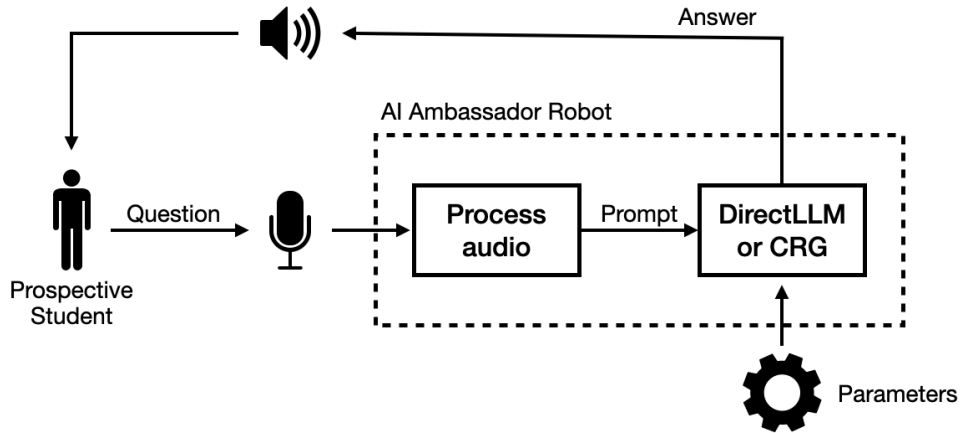 Answer
AI Ambassador Robot
Question
Process
audio
Prompt
DirectLLM
or CRG
Prospective
Student
Parameters